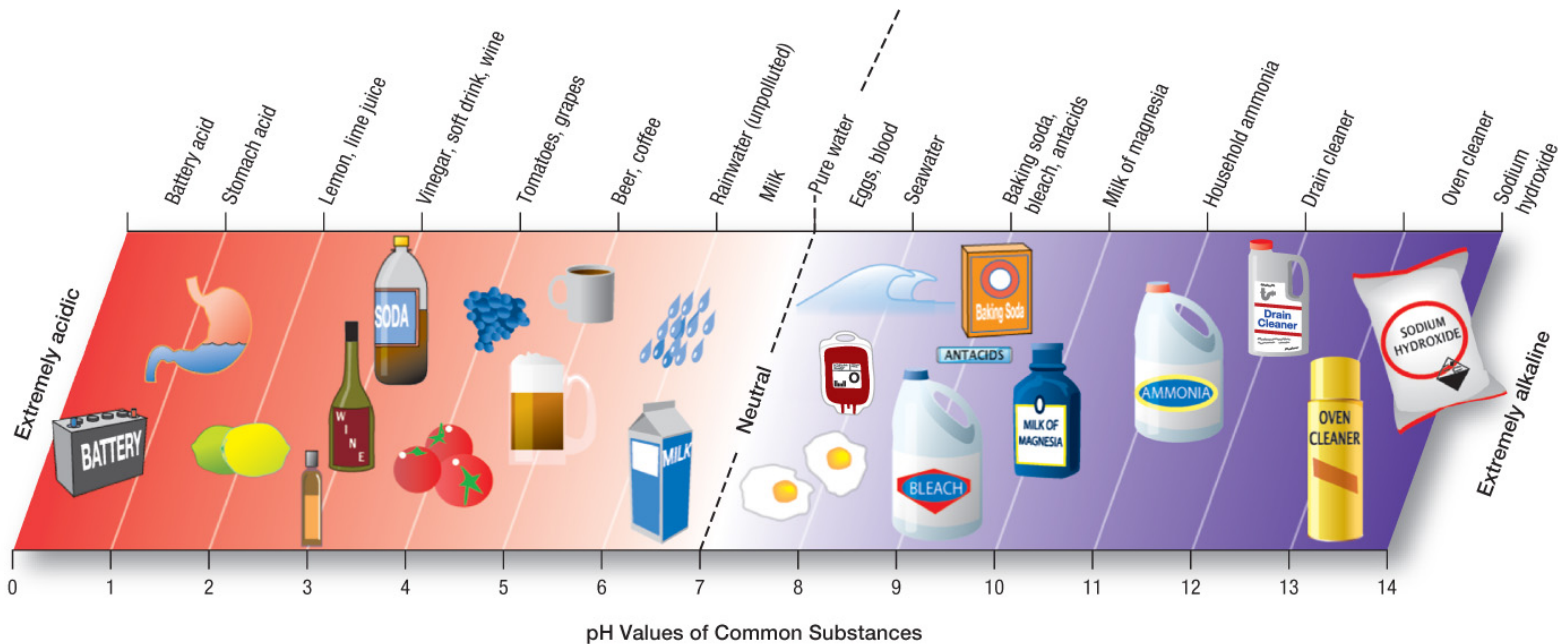 Battery acid
Stomach acid
Lemon, lime juice
Vinegar, soft drink, wine
Tomatoes, grapes
Beer, coffee
Rainwater (unpolluted)
Milk
Pure water
Eggs, blood
Seawater
Baking soda,
bleach, antacids
Milk of magnesia
Household ammonia
Drain cleaner
Oven cleaner
Sodium
hydroxide
Extremely acidic
BATTERY
WINE
SODA
MILK
Neutral
O
BLEACH
Baking Soda
ANTACIDS
MILK OF
MAGNESIA
AMMONIA
Drain
Cleaner
OVEN
CLEANER
SODIUM
HYDROXIDE
Extremely alkaline
0 1 2 3 4 5 6 7 8 9 10 11 12 13 14
pH Values of Common Substances